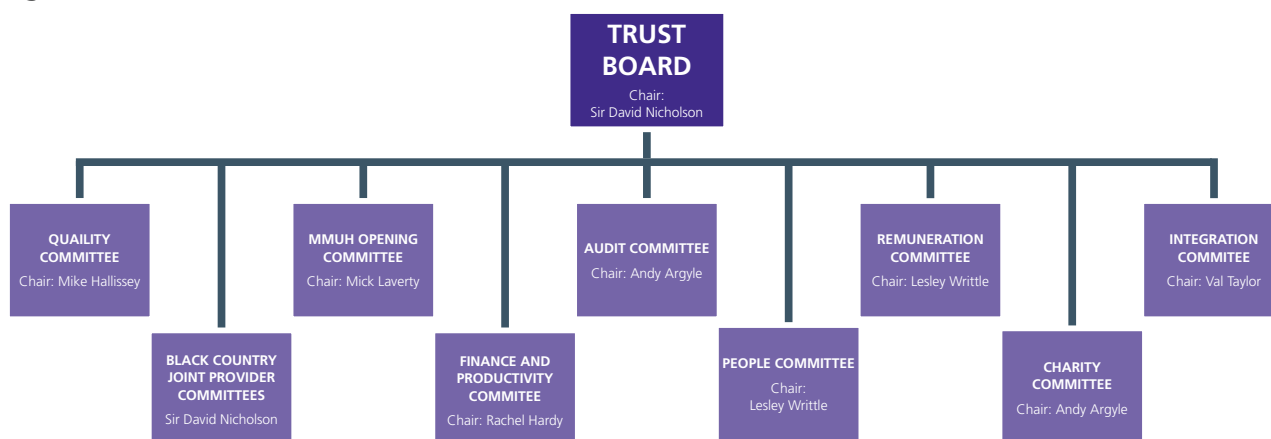 TRUST
BOARD
Chair:
Sir David Nicholson
QUAILITY
COMMITTEE
Chair: Mike Hallissey
MMUH OPENING
COMMITTEE
Chair: Mick Laverty
AUDIT COMMITTEE
Chair: Andy Argyle
REMUNERATION
COMMITTEE
Chair: Lesley Writtle
INTEGRATION
COMMITEE
Chair: Val Taylor
BLACK COUNTRY
JOINT PROVIDER
COMMITTEES
Sir David Nicholson
FINANCE AND
PRODUCTIVITY
COMMITEE
Chair: Rachel Hardy
PEOPLE COMMITTEE
Chair:
Lesley Writtle
CHARITY
COMMITTEE
Chair: Andy Argyle